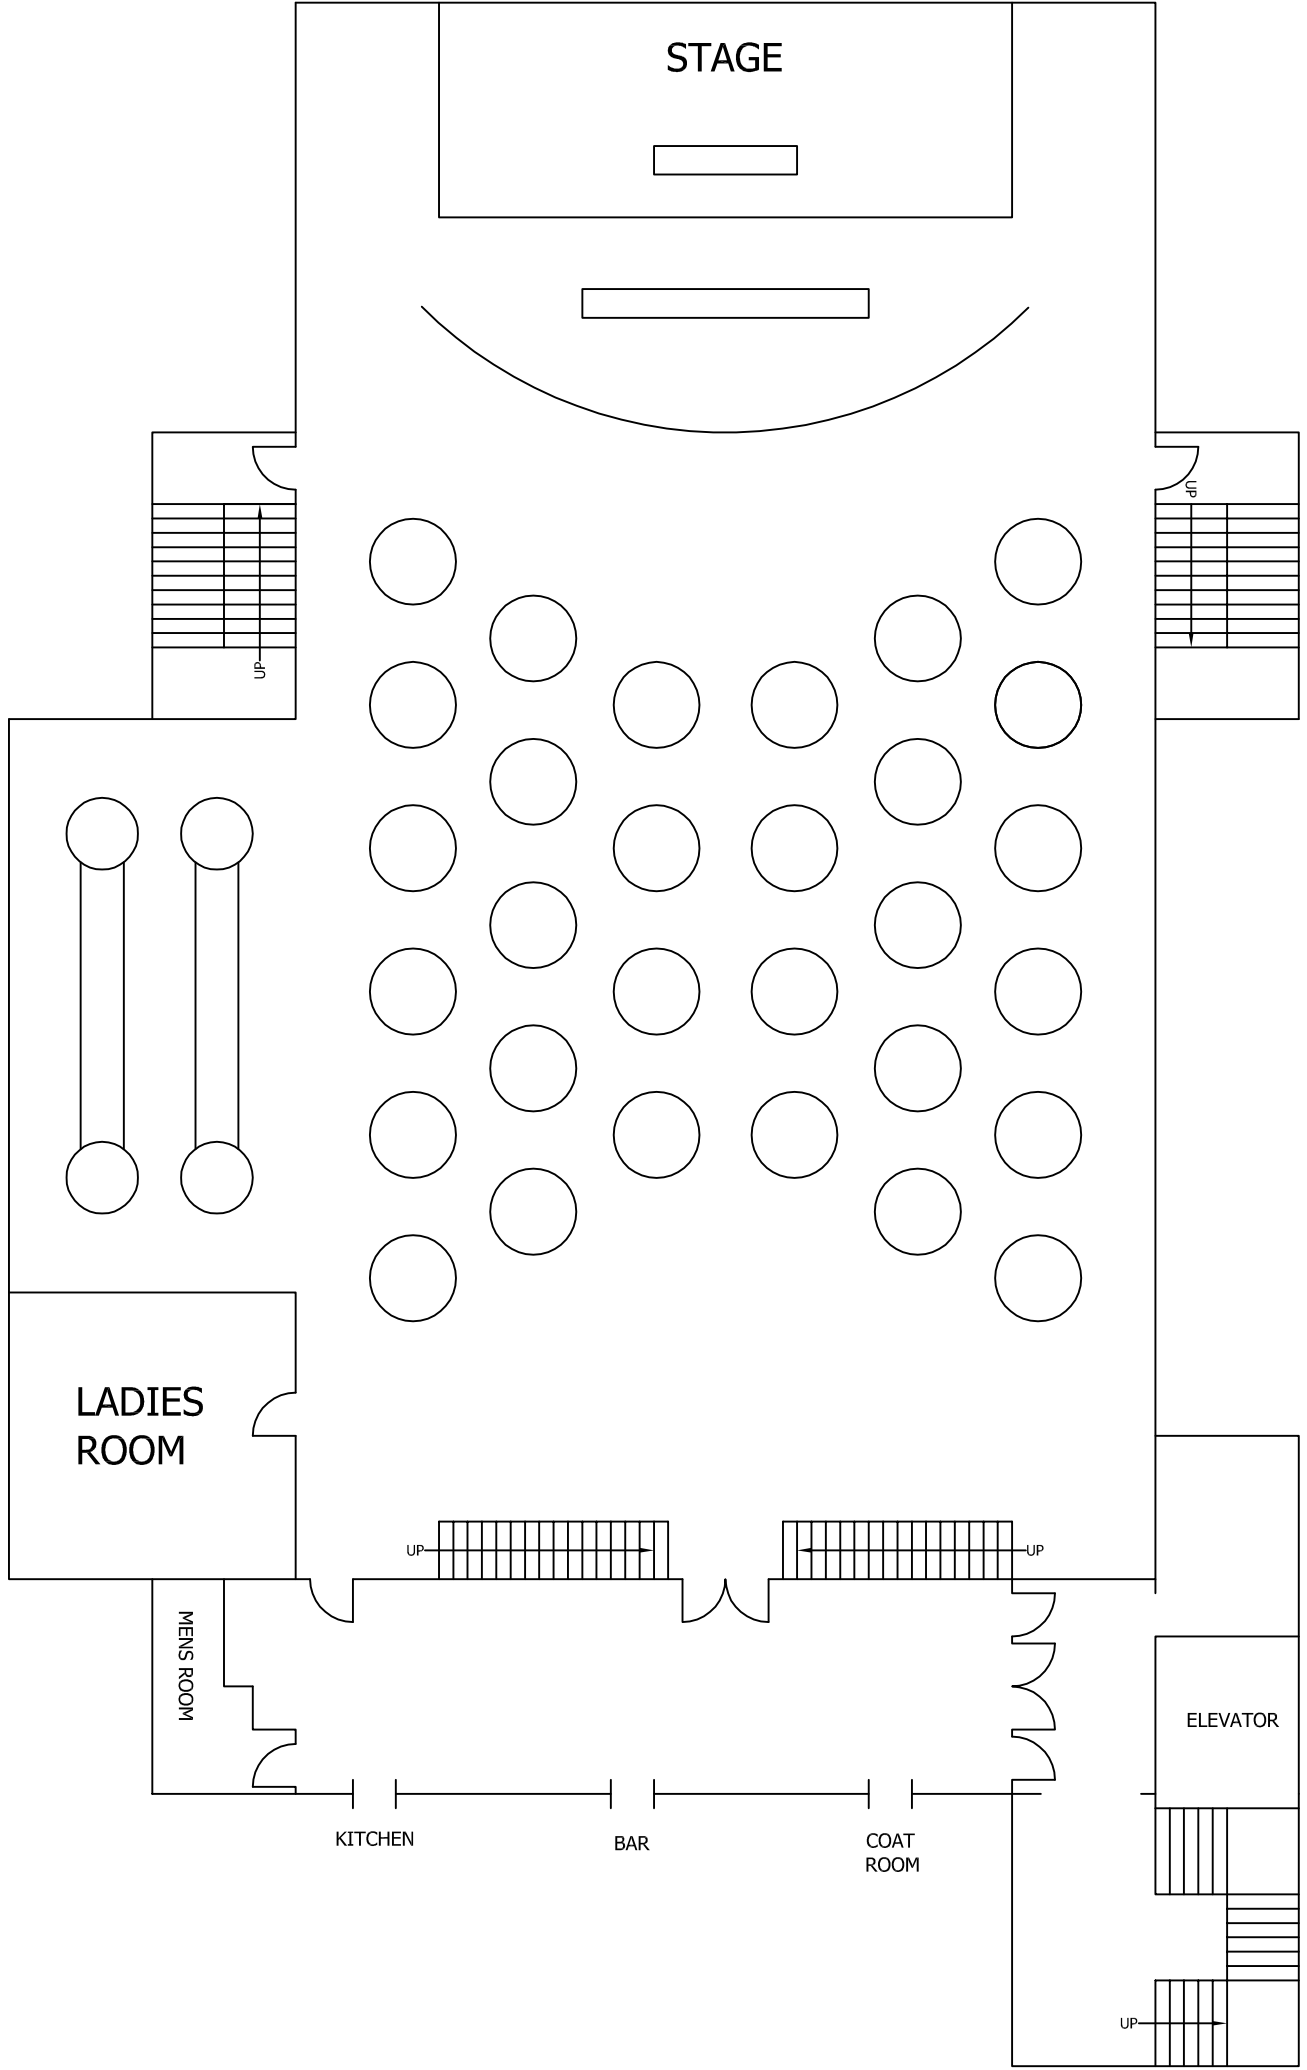 STAGE
UP
UP
LADIES
ROOM
UP
UP
MENS ROOM
ELEVATOR
KITCHEN
BAR
COAT
ROOM
UP